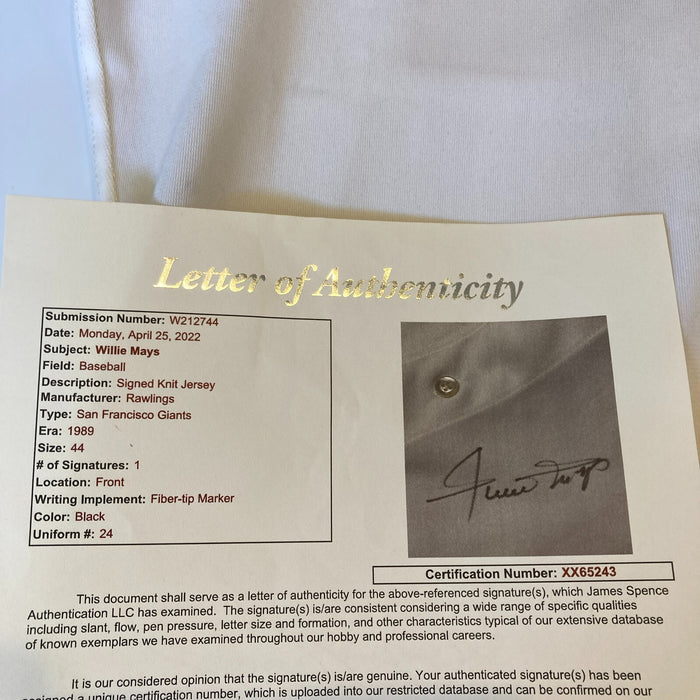 Letter of Authenticity
Submission Number: W212744
Date: Monday, April 25, 2022
Subject: Willie Mays
Field: Baseball
Description: Signed Knit Jersey
Manufacturer: Rawlings
Type: San Francisco Giants
Era: 1989
Size: 44
# of Signatures: 1
Location: Front
Writing Implement: Fiber-tip Marker
Color: Black
Uniform #: 24
Willie Mays
Certification Number: XX65243
This document shall serve as a letter of authenticity for the above-referenced signature(s), which James Spence
Authentication LLC has examined. The signature(s) is/are consistent considering a wide range of specific qualities
including slant, flow, pen pressure, letter size and formation, and other characteristics typical of our extensive database
of known exemplars we have examined throughout our hobby and professional careers.
It is our considered opinion that the signature(s) is/are genuine. Your authenticated signature(s) has been
assigned a unique certification number, which is uploaded into our restricted database and can be confirmed on our